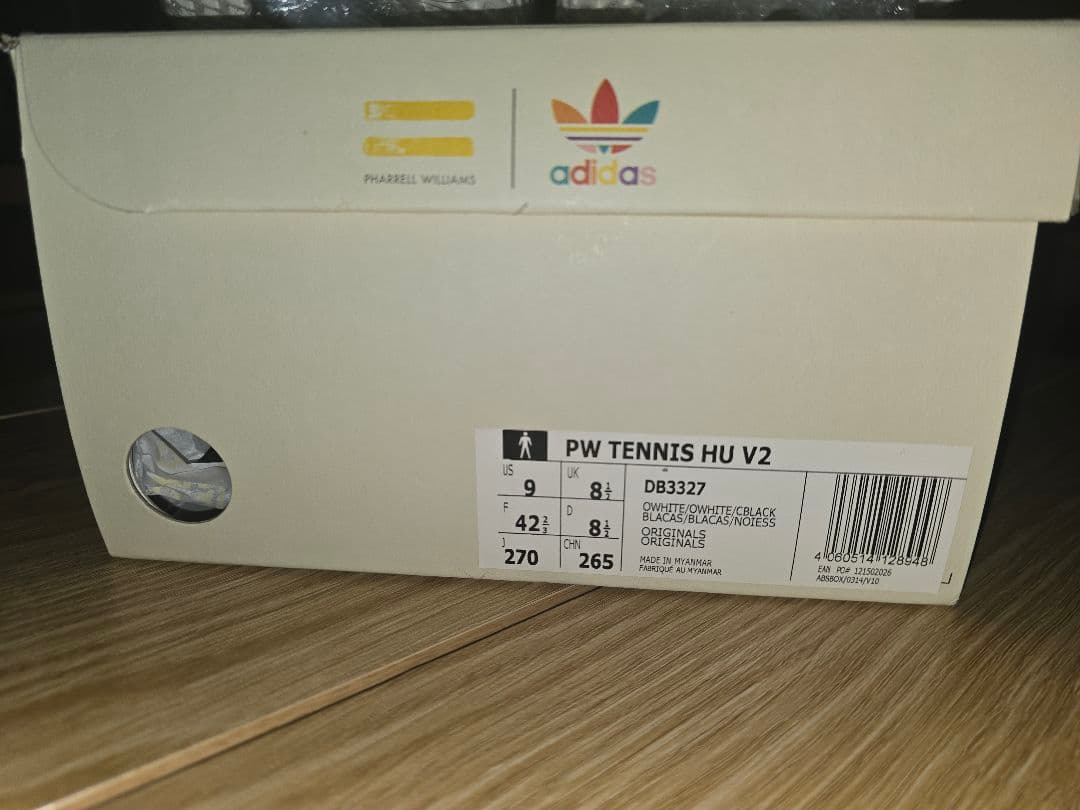 PHARRELL WILLIAMS
adidas
PW TENNIS HU V2
US 9 UK 8½
F 42⅔ D 8½
J 270 CHN 265
DB3327
OWHITE/OWHITE/CBLACK
BLACAS/BLACAS/NOIESS
ORIGINALS
ORIGINALS
MADE IN MYANMAR
FABRIQUÉ AU MYANMAR
4 060514 128948
EAN PO# 121502026
ABSBOX/0314/V10